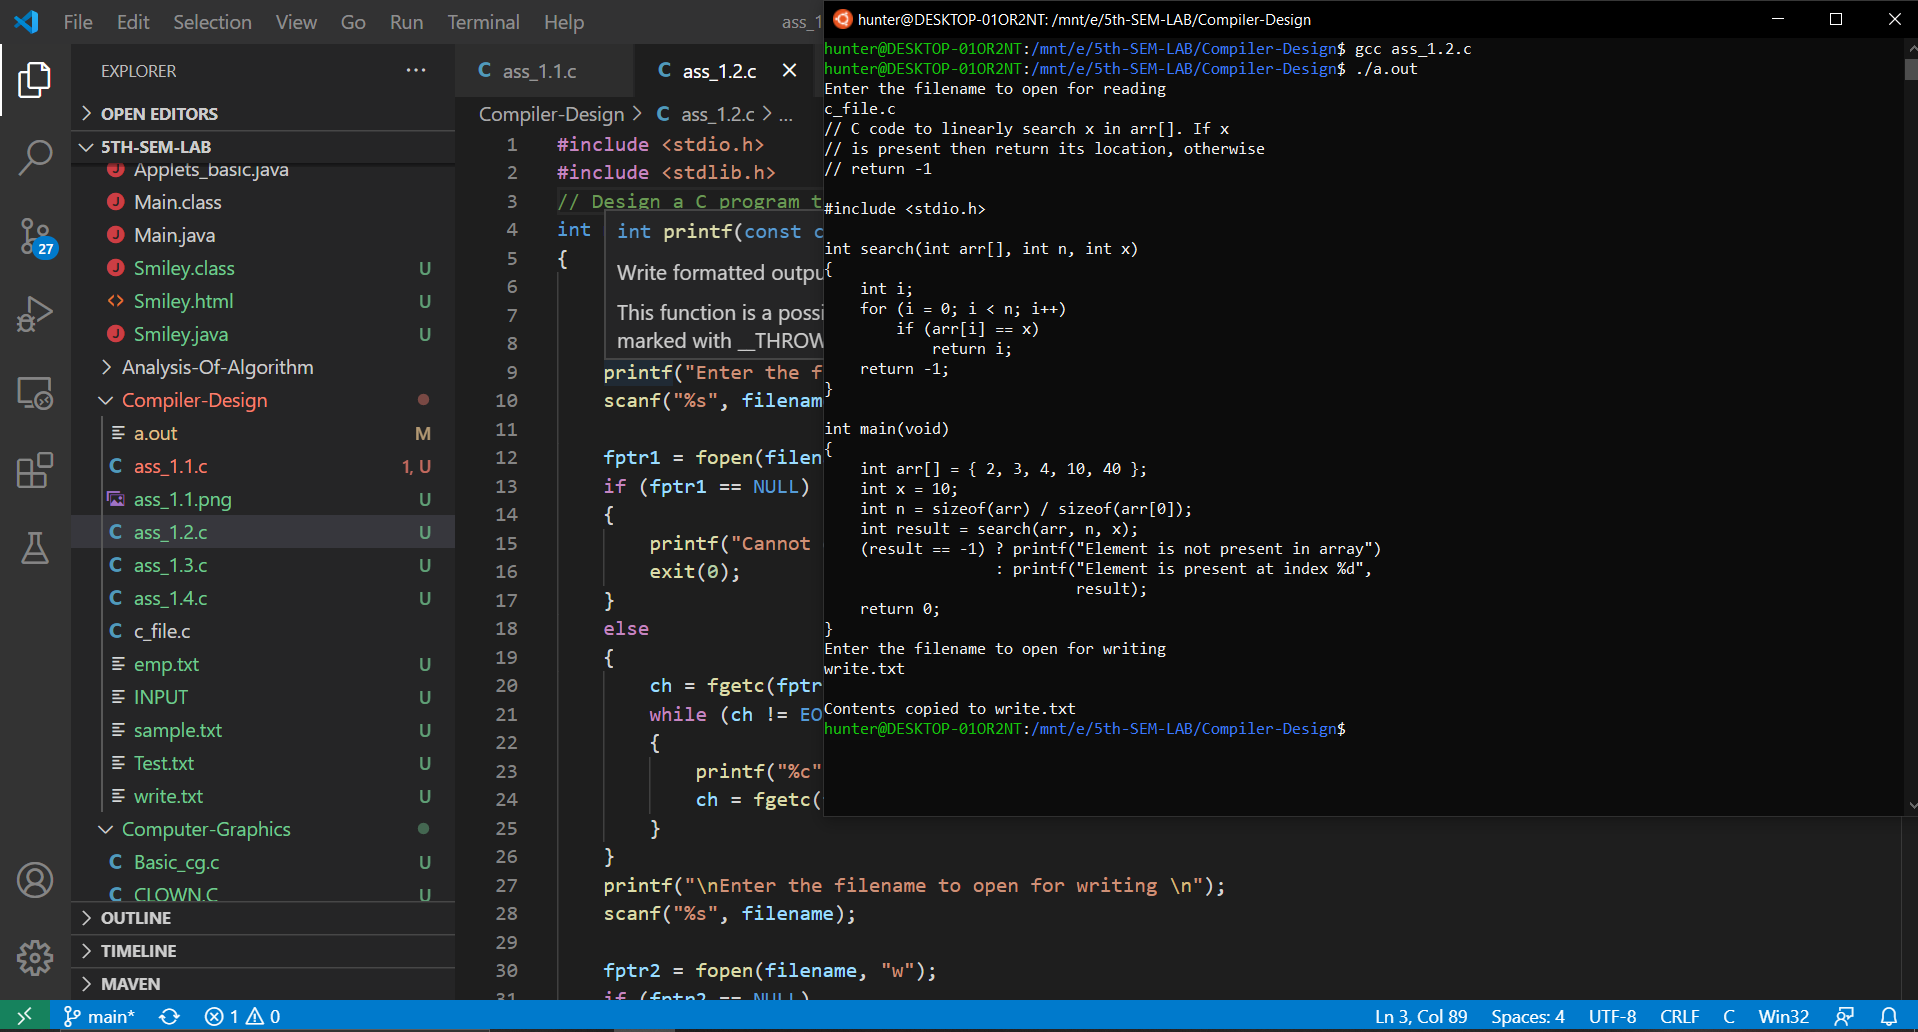 File Edit Selection View Go Run Terminal Help ass_1
EXPLORER
OPEN EDITORS
5TH-SEM-LAB
Applets_basic.java
Main.class
Main.java
Smiley.class U
Smiley.html U
Smiley.java U
Analysis-Of-Algorithm
Compiler-Design
a.out M
ass_1.1.c 1, U
ass_1.1.png U
ass_1.2.c U
ass_1.3.c U
ass_1.4.c U
c_file.c
emp.txt U
INPUT U
sample.txt U
Test.txt U
write.txt U
Computer-Graphics
Basic_cg.c U
CLOWN.C U
OUTLINE
TIMELINE
MAVEN
27
ass_1.1.c ass_1.2.c
Compiler-Design > C ass_1.2.c > ...
1 #include <stdio.h>
2 #include <stdlib.h>
3 // Design a C program t
4 int
5 {
6
7
8
int printf(const c
Write formatted outpu
This function is a possi
marked with __THROW
9 printf("Enter the f
10 scanf("%s", filenam
11
12 fptr1 = fopen(filen
13 if (fptr1 == NULL)
14 {
15 printf("Cannot
16 exit(0);
17 }
18 else
19 {
20 ch = fgetc(fptr
21 while (ch != EO
22 {
23 printf("%c"
24 ch = fgetc(
25 }
26 }
27 printf("\nEnter the filename to open for writing \n");
28 scanf("%s", filename);
29
30 fptr2 = fopen(filename, "w");
31 if (fptr2 == NULL)
hunter@DESKTOP-01OR2NT: /mnt/e/5th-SEM-LAB/Compiler-Design
hunter@DESKTOP-01OR2NT:/mnt/e/5th-SEM-LAB/Compiler-Design$ gcc ass_1.2.c
hunter@DESKTOP-01OR2NT:/mnt/e/5th-SEM-LAB/Compiler-Design$ ./a.out
Enter the filename to open for reading
c_file.c
// C code to linearly search x in arr[]. If x
// is present then return its location, otherwise
// return -1
#include <stdio.h>
int search(int arr[], int n, int x)
{
int i;
for (i = 0; i < n; i++)
if (arr[i] == x)
return i;
return -1;
}
int main(void)
{
int arr[] = { 2, 3, 4, 10, 40 };
int x = 10;
int n = sizeof(arr) / sizeof(arr[0]);
int result = search(arr, n, x);
(result == -1) ? printf("Element is not present in array")
: printf("Element is present at index %d",
result);
return 0;
}
Enter the filename to open for writing
write.txt
Contents copied to write.txt
hunter@DESKTOP-01OR2NT:/mnt/e/5th-SEM-LAB/Compiler-Design$
main* 1 0 Ln 3, Col 89 Spaces: 4 UTF-8 CRLF C Win32